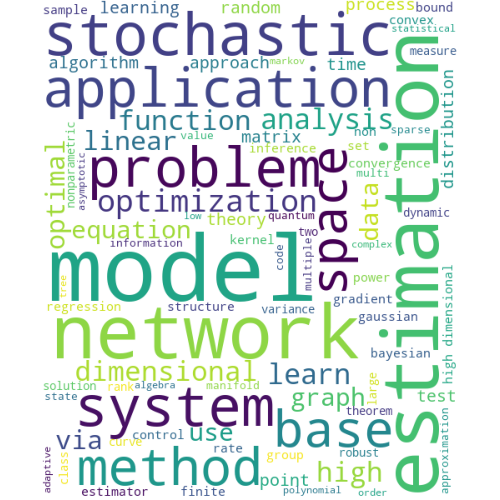 sample learning random process bound
stochastic convex
statistical
measure
algorithm approach markov time
application
estimation
distribution
function analysis
linear value matrix non sparse
nonparametric
asymptotic
optimal
inference set
problem space convergence
multi
data
optimization
low quantum dynamic
theory two
equation kernel
information code multiple complex
model
tree
power
high dimensional
gradient
regression structure variance gaussian
network
bayesian
dimensional learn
solution rank algebra manifold large
state graph test
system theorem
base
approximation
use
via curve control rate group robust
adaptive
class
method point high
estimator finite polynomial order